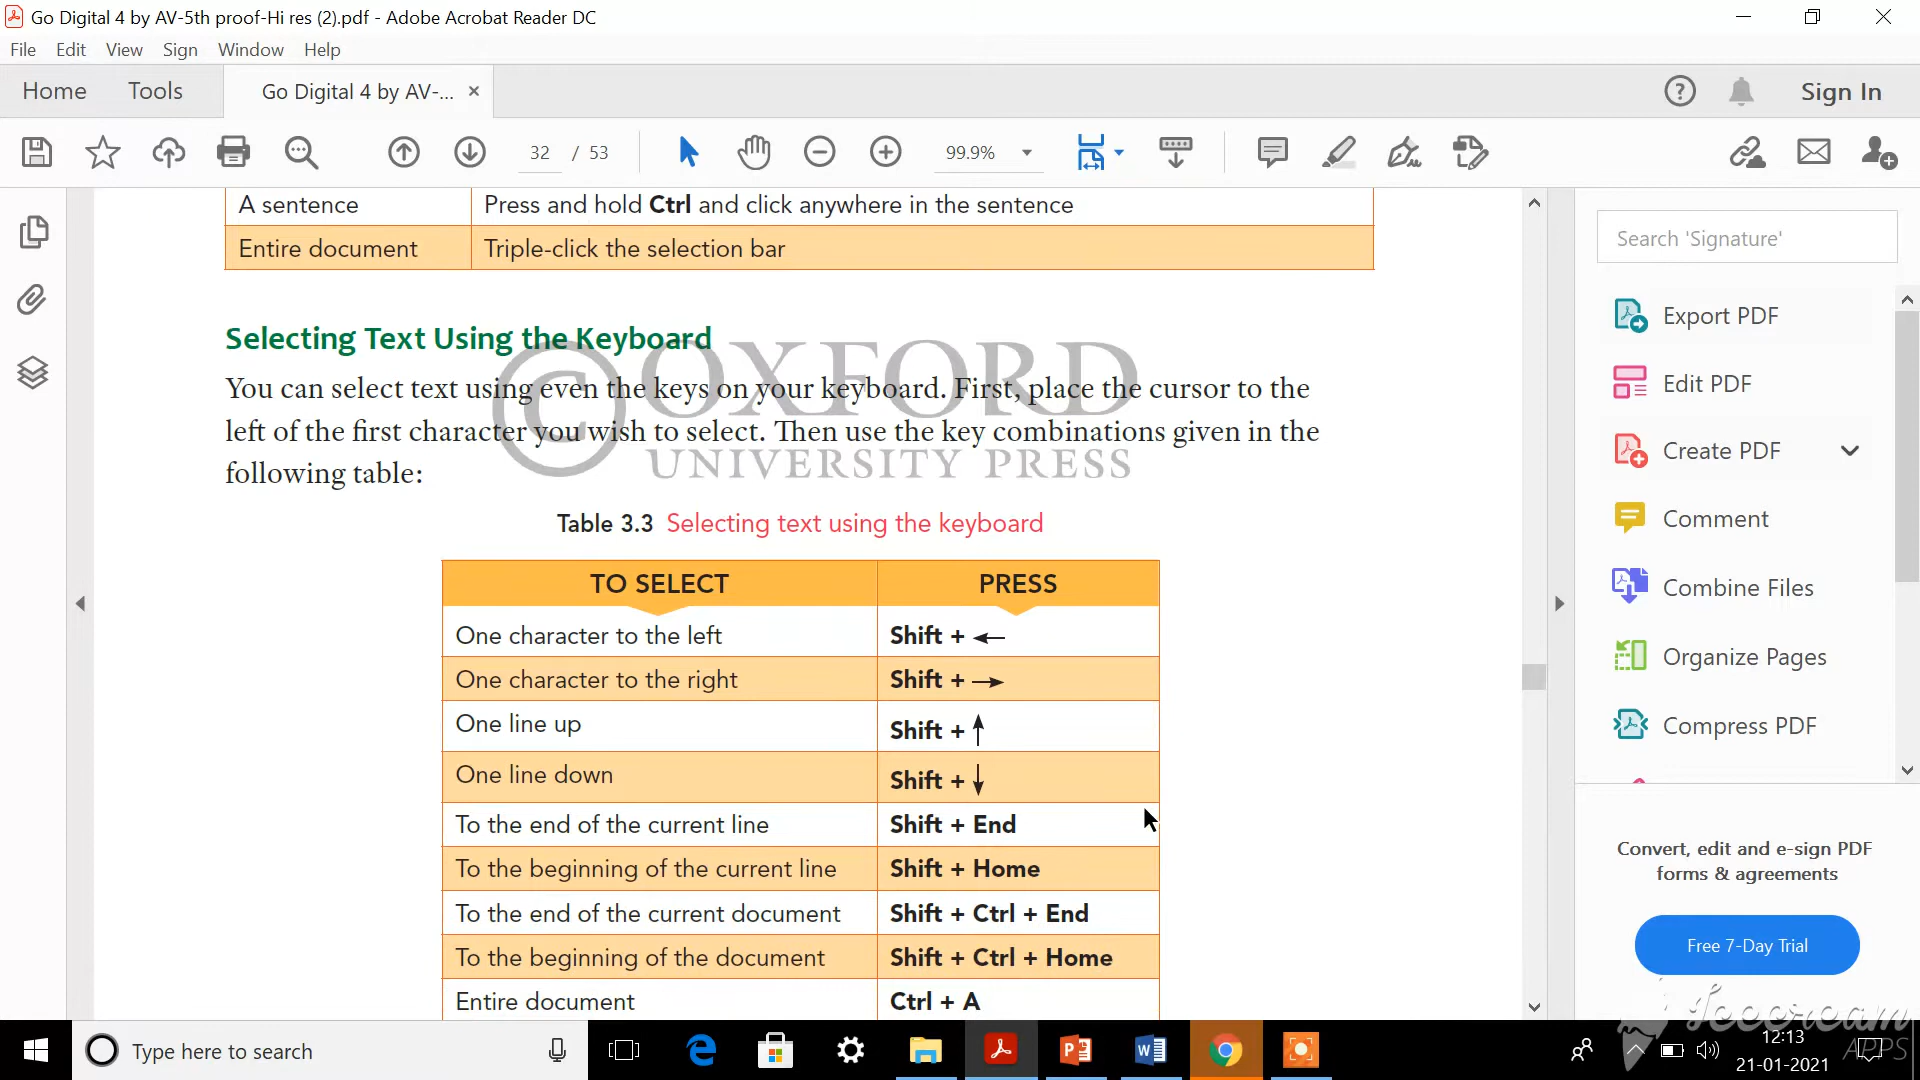 Go Digital 4 by AV-5th proof-Hi res (2).pdf - Adobe Acrobat Reader DC
File Edit View Sign Window Help
Home Tools Go Digital 4 by AV-... × Sign In
32 / 53 99.9%
A sentence Press and hold Ctrl and click anywhere in the sentence
Entire document Triple-click the selection bar
Selecting Text Using the Keyboard
You can select text using even the keys on your keyboard. First, place the cursor to the
left of the first character you wish to select. Then use the key combinations given in the
following table:
© OXFORD
UNIVERSITY PRESS
Table 3.3 Selecting text using the keyboard
TO SELECT PRESS
One character to the left Shift + ←
One character to the right Shift + →
One line up Shift + ↑
One line down Shift + ↓
To the end of the current line Shift + End
To the beginning of the current line Shift + Home
To the end of the current document Shift + Ctrl + End
To the beginning of the document Shift + Ctrl + Home
Entire document Ctrl + A
Search 'Signature'
Export PDF
Edit PDF
Create PDF
Comment
Combine Files
Organize Pages
Compress PDF
Convert, edit and e-sign PDF
forms & agreements
Free 7-Day Trial
Icecream
APPS
Type here to search
12:13
21-01-2021